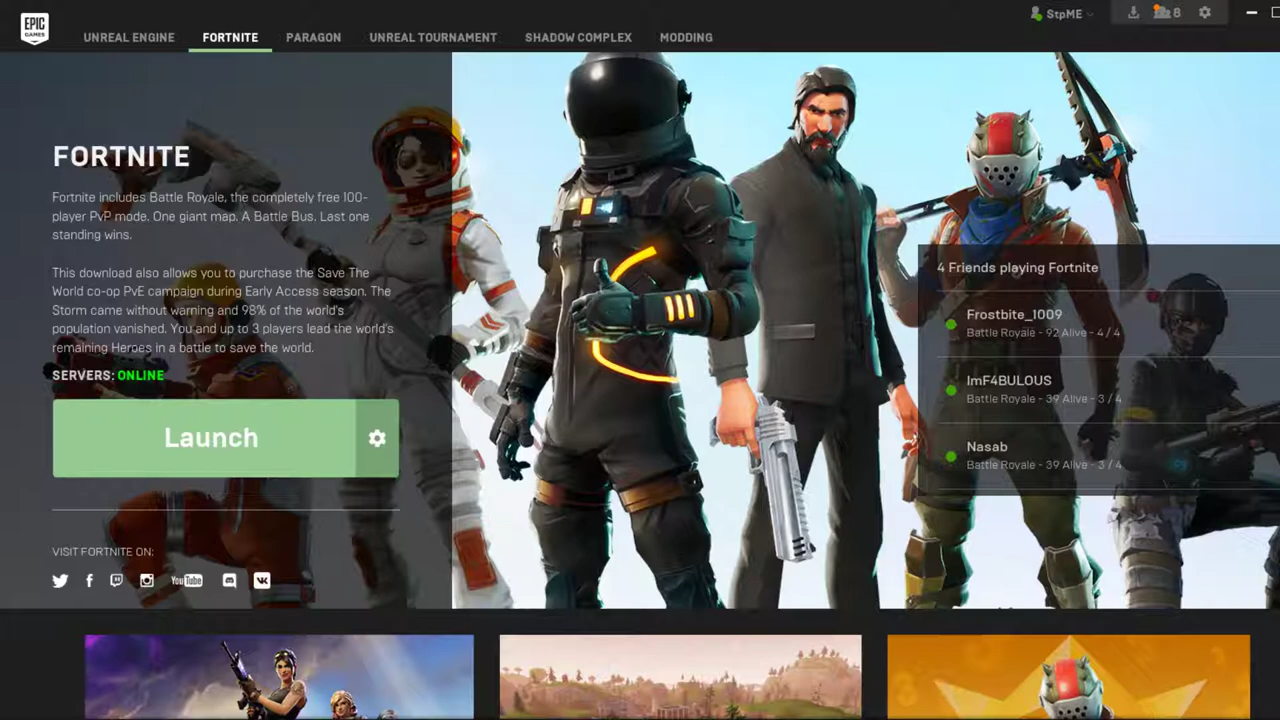 EPIC
GAMES
StpME
8
UNREAL ENGINE
FORTNITE
PARAGON
UNREAL TOURNAMENT
SHADOW COMPLEX
MODDING
FORTNITE
Fortnite includes Battle Royale, the completely free 100-
player PvP mode. One giant map. A Battle Bus. Last one
standing wins.
This download also allows you to purchase the Save The
World co-op PvE campaign during Early Access season. The
Storm came without warning and 98% of the world's
population vanished. You and up to 3 players lead the world's
remaining Heroes in a battle to save the world.
SERVERS: ONLINE
Launch
VISIT FORTNITE ON:
You Tube
4 Friends playing Fortnite
Frostbite_1009
Battle Royale - 92 Alive - 4 / 4
ImF4BULOUS
Battle Royale - 39 Alive - 3 / 4
Nasab
Battle Royale - 39 Alive - 3 / 4